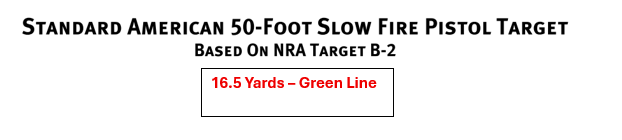 Standard American 50-Foot Slow Fire Pistol Target
Based On NRA Target B-2
16.5 Yards – Green Line